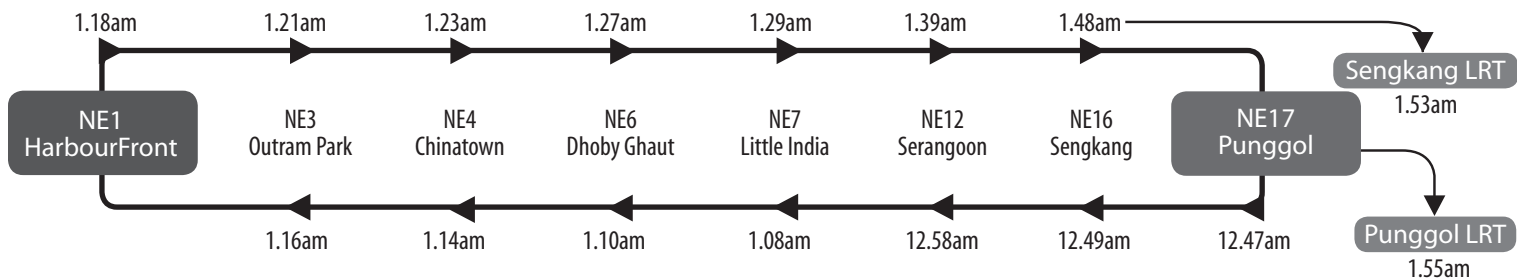 1.18am 1.21am 1.23am 1.27am 1.29am 1.39am 1.48am
Sengkang LRT
1.53am
NE1
HarbourFront
NE3
Outram Park
NE4
Chinatown
NE6
Dhoby Ghaut
NE7
Little India
NE12
Serangoon
NE16
Sengkang
NE17
Punggol
1.16am 1.14am 1.10am 1.08am 12.58am 12.49am 12.47am
Punggol LRT
1.55am